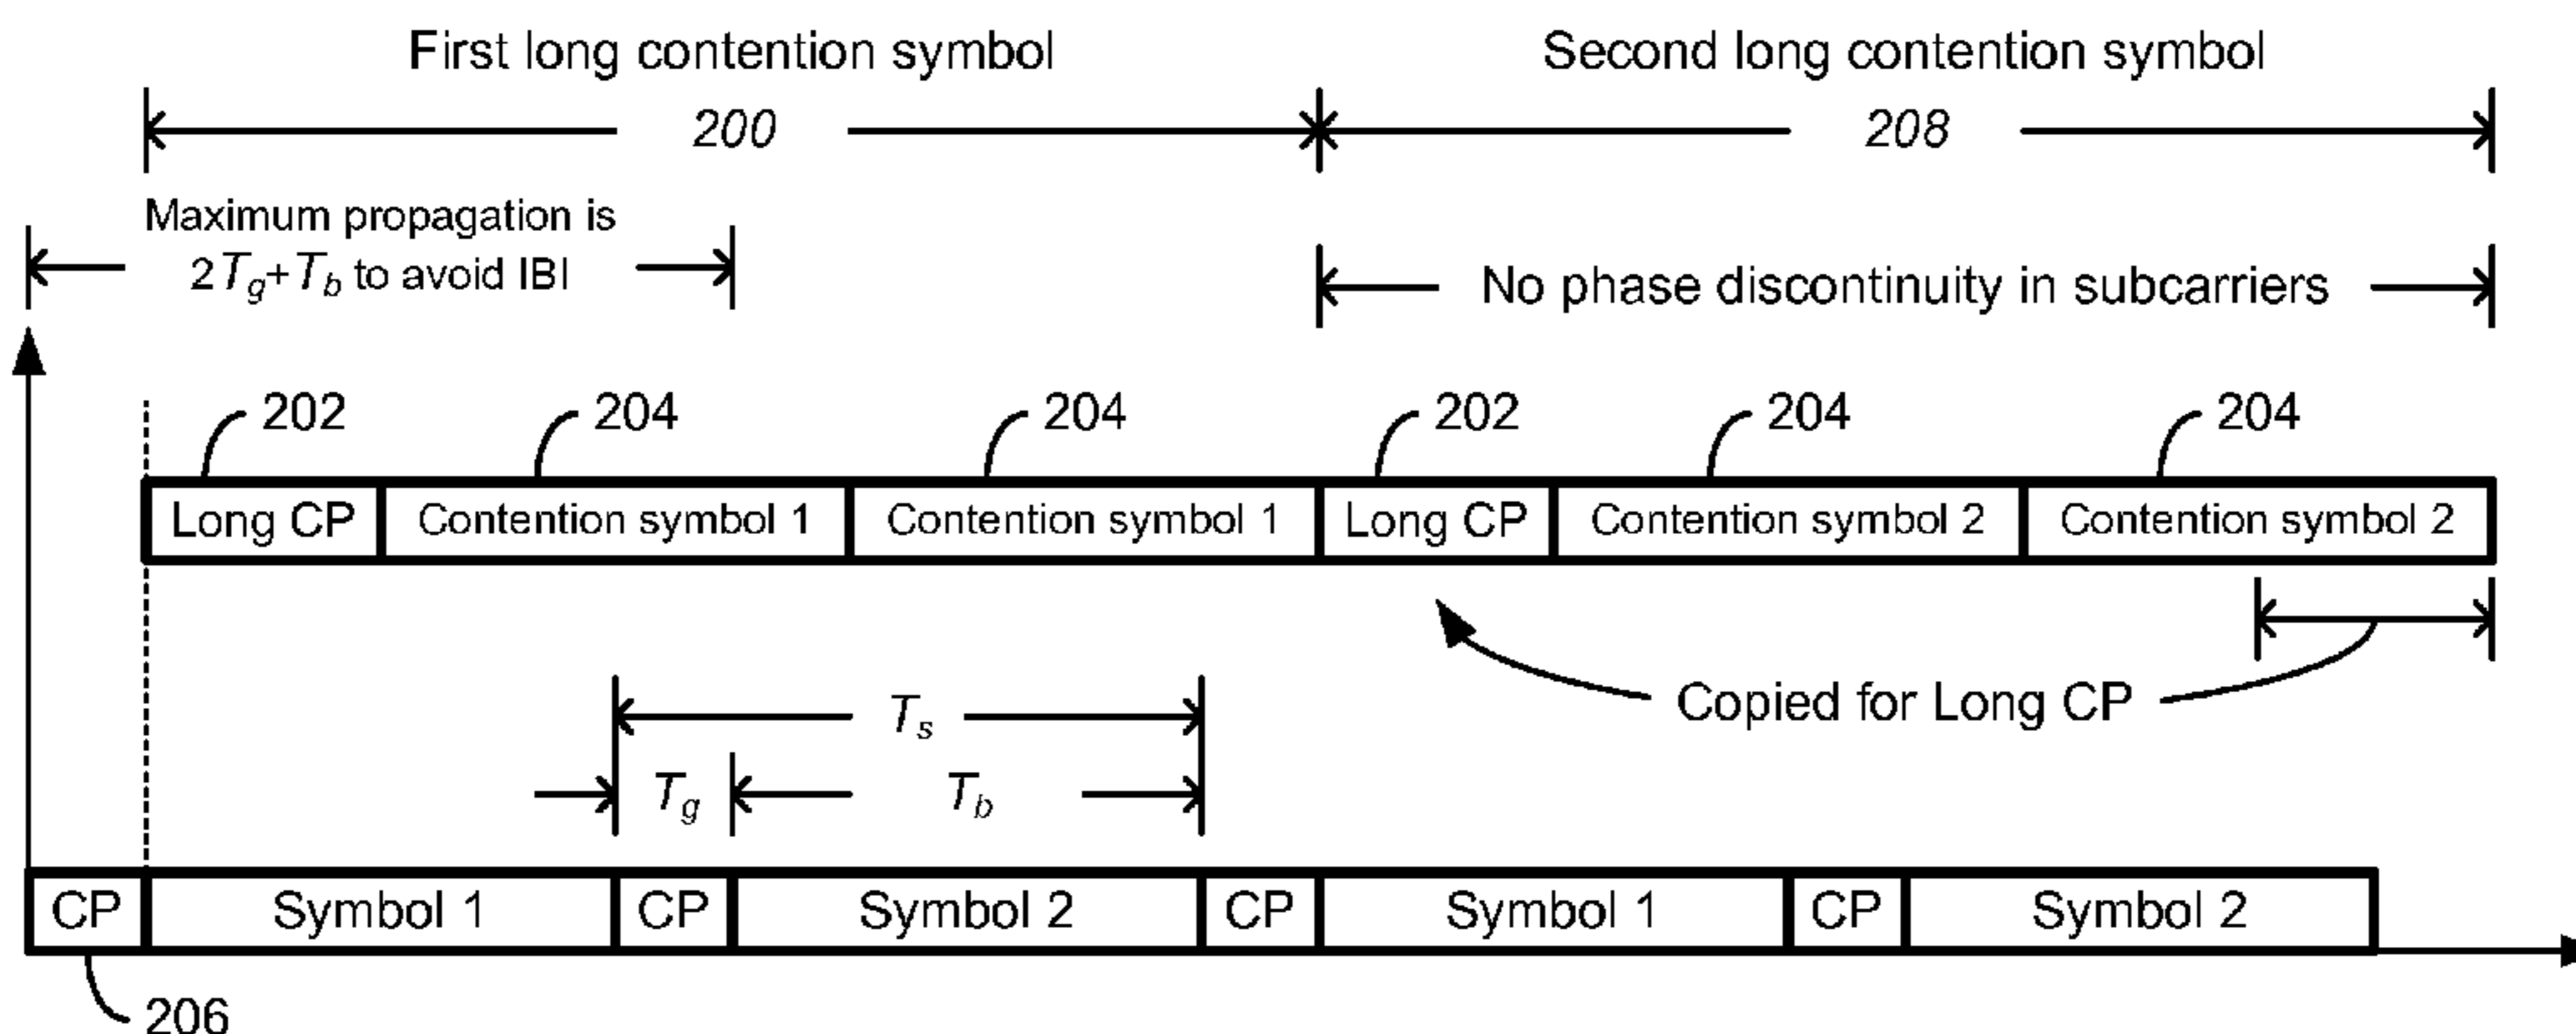 First long contention symbol
Second long contention symbol
200
208
Maximum propagation is
2Tg+Tb to avoid IBI
No phase discontinuity in subcarriers
202
204
204
202
204
204
Long CP
Contention symbol 1
Contention symbol 1
Long CP
Contention symbol 2
Contention symbol 2
Ts
Copied for Long CP
Tg
Tb
CP
Symbol 1
CP
Symbol 2
CP
Symbol 1
CP
Symbol 2
206